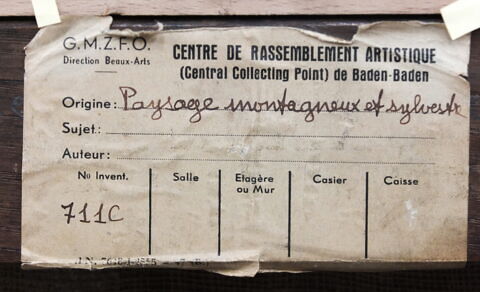 G.M.Z.F.O.
Direction Beaux-Arts
CENTRE DE RASSEMBLEMENT ARTISTIQUE
(Central Collecting Point) de Baden-Baden
Origine: Paysage montagneux et sylvestr
Sujet:
Auteur:
No Invent. Salle Etagère ou Mur Casier Caisse
711C